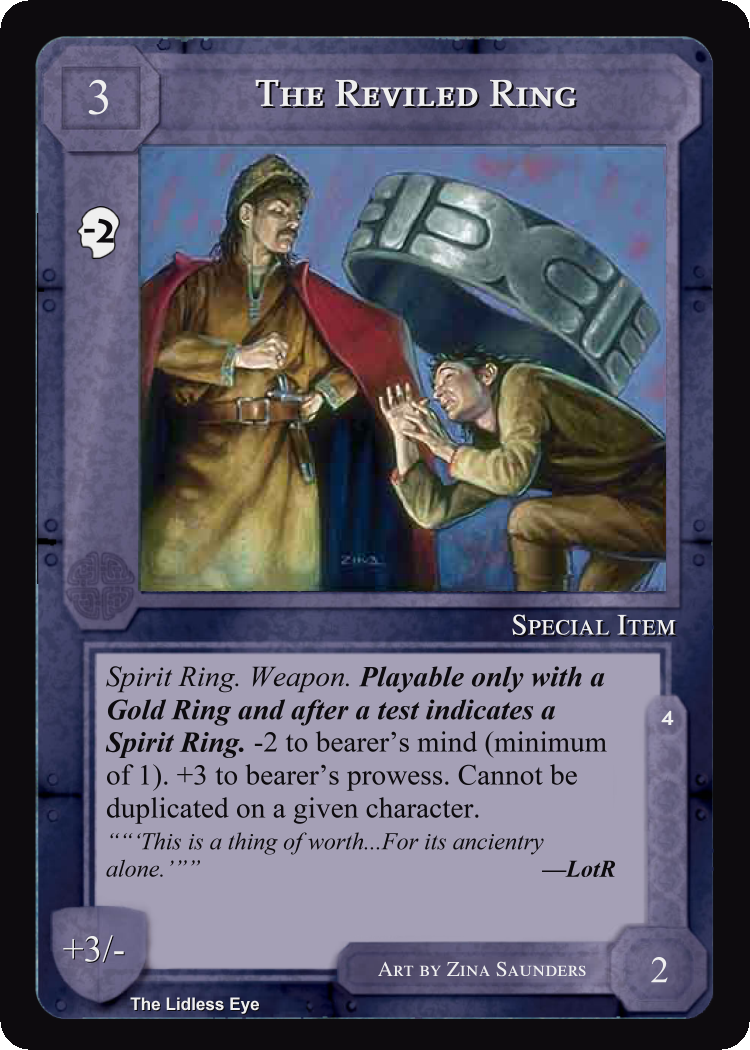 3
THE REVILED RING
-2
ZINA
SPECIAL ITEM
Spirit Ring. Weapon. Playable only with a
Gold Ring and after a test indicates a
Spirit Ring. -2 to bearer’s mind (minimum
of 1). +3 to bearer’s prowess. Cannot be
duplicated on a given character.
““‘This is a thing of worth...For its ancientry
alone.’””
—LotR
4
+3/-
ART BY ZINA SAUNDERS
2
The Lidless Eye